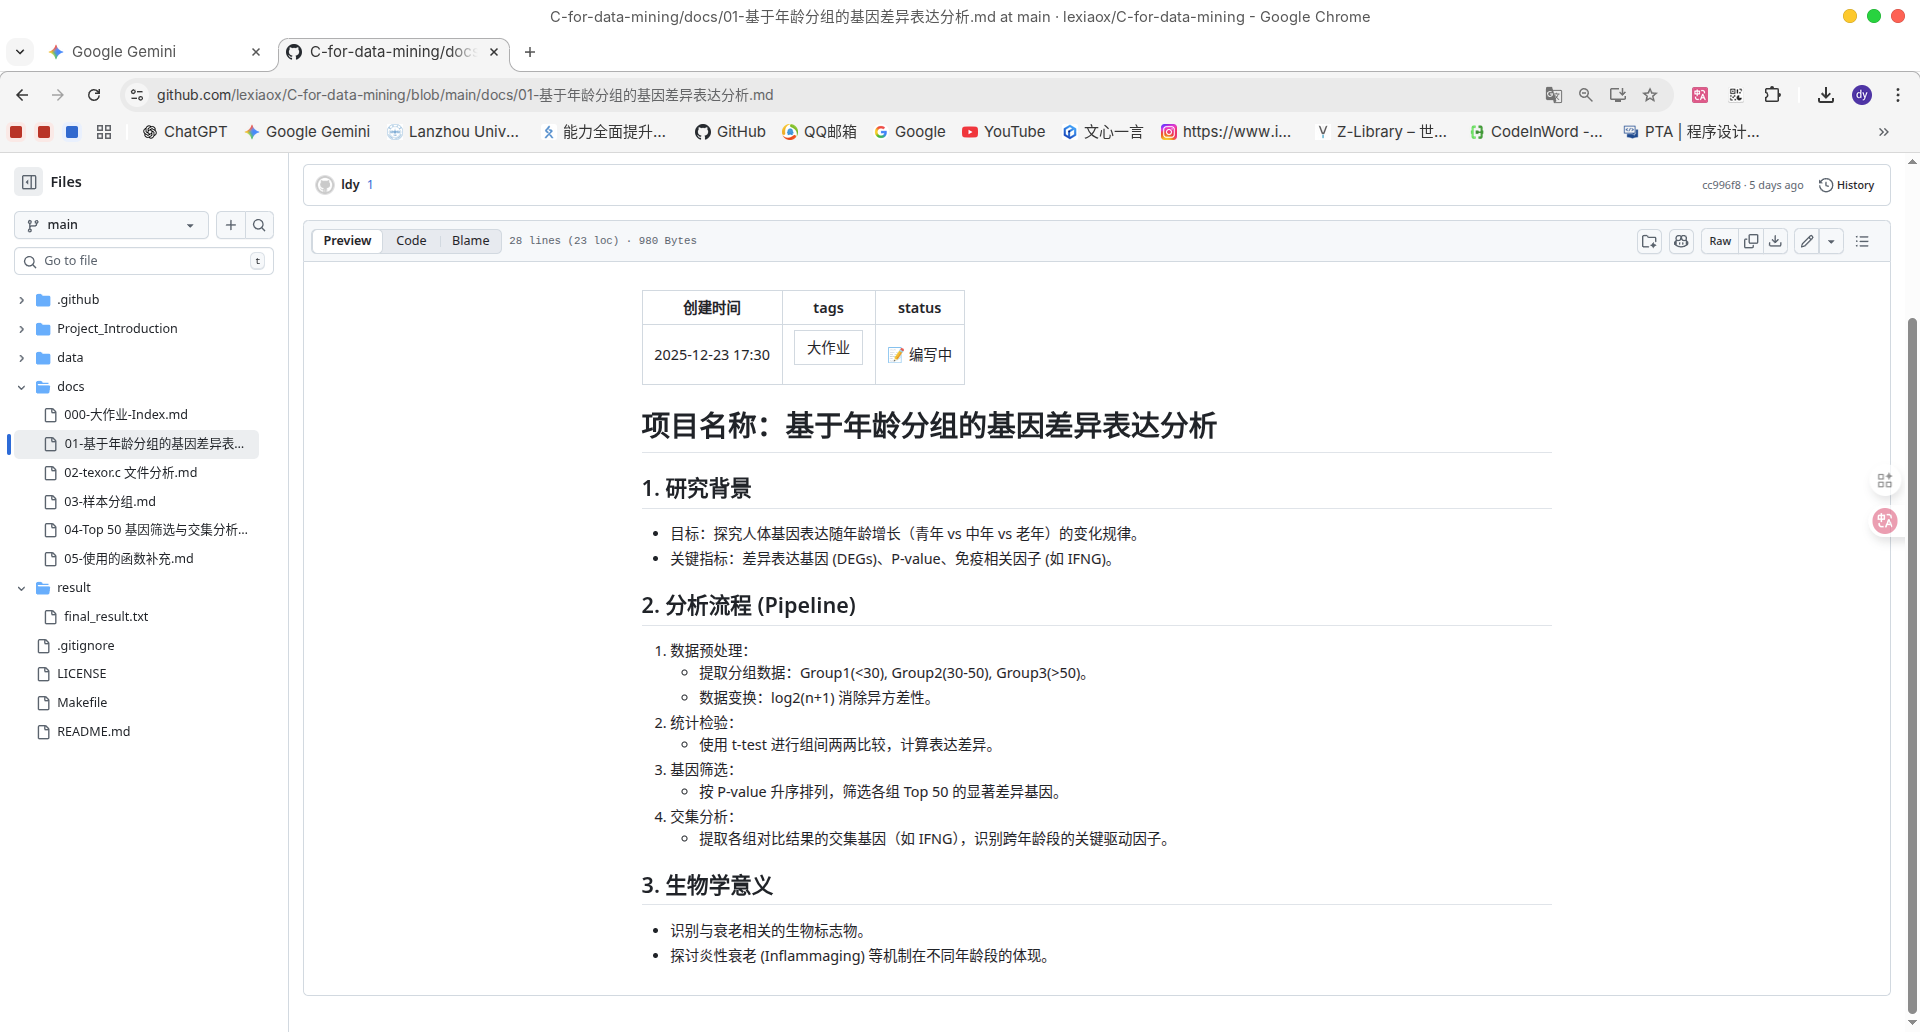 C-for-data-mining/docs/01-基于年龄分组的基因差异表达分析.md at main · lexiaox/C-for-data-mining - Google Chrome
Google Gemini
C-for-data-mining/docs
github.com/lexiaox/C-for-data-mining/blob/main/docs/01-基于年龄分组的基因差异表达分析.md
dy
ChatGPT
Google Gemini
Lanzhou Univ...
能力全面提升...
GitHub
QQ邮箱
Google
YouTube
文心一言
https://www.i...
Z-Library – 世...
CodeInWord -...
PTA | 程序设计...
Files
main
Go to file
t
.github
Project_Introduction
data
docs
000-大作业-Index.md
01-基于年龄分组的基因差异表...
02-texor.c 文件分析.md
03-样本分组.md
04-Top 50 基因筛选与交集分析...
05-使用的函数补充.md
result
final_result.txt
.gitignore
LICENSE
Makefile
README.md
ldy 1
cc996f8 · 5 days ago
History
Preview Code Blame 28 lines (23 loc) · 980 Bytes
Raw
创建时间 tags status
2025-12-23 17:30 大作业 📝 编写中
项目名称：基于年龄分组的基因差异表达分析
1. 研究背景
• 目标：探究人体基因表达随年龄增长（青年 vs 中年 vs 老年）的变化规律。
• 关键指标：差异表达基因 (DEGs)、P-value、免疫相关因子 (如 IFNG)。
2. 分析流程 (Pipeline)
1. 数据预处理：
◦ 提取分组数据：Group1(<30), Group2(30-50), Group3(>50)。
◦ 数据变换：log2(n+1) 消除异方差性。
2. 统计检验：
◦ 使用 t-test 进行组间两两比较，计算表达差异。
3. 基因筛选：
◦ 按 P-value 升序排列，筛选各组 Top 50 的显著差异基因。
4. 交集分析：
◦ 提取各组对比结果的交集基因（如 IFNG），识别跨年龄段的关键驱动因子。
3. 生物学意义
• 识别与衰老相关的生物标志物。
• 探讨炎性衰老 (Inflammaging) 等机制在不同年龄段的体现。